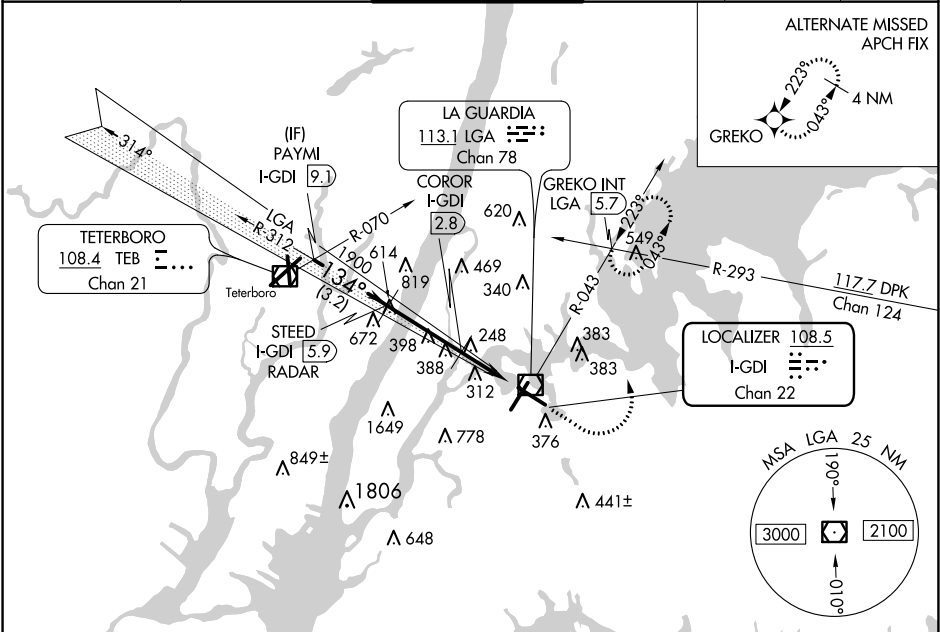 ALTERNATE MISSED
APCH FIX
223°
043°
4 NM
GREKO
LA GUARDIA
113.1 LGA
Chan 78
(IF)
PAYMI
I-GDI 9.1
314°
COROR
I-GDI
2.8
GREKO INT
LGA 5.7
620
223°
043°
549
LGA
R-312
R-070
1900
TETERBORO
108.4 TEB
Chan 21
Teterboro
134°
(3.2)
614
819
469
340
R-043
R-293
117.7 DPK
Chan 124
STEED
I-GDI 5.9
RADAR
672
398
388
248
312
383
383
LOCALIZER 108.5
I-GDI
Chan 22
376
1649
778
849±
1806
648
441±
MSA LGA 25 NM
190°
3000
2100
010°